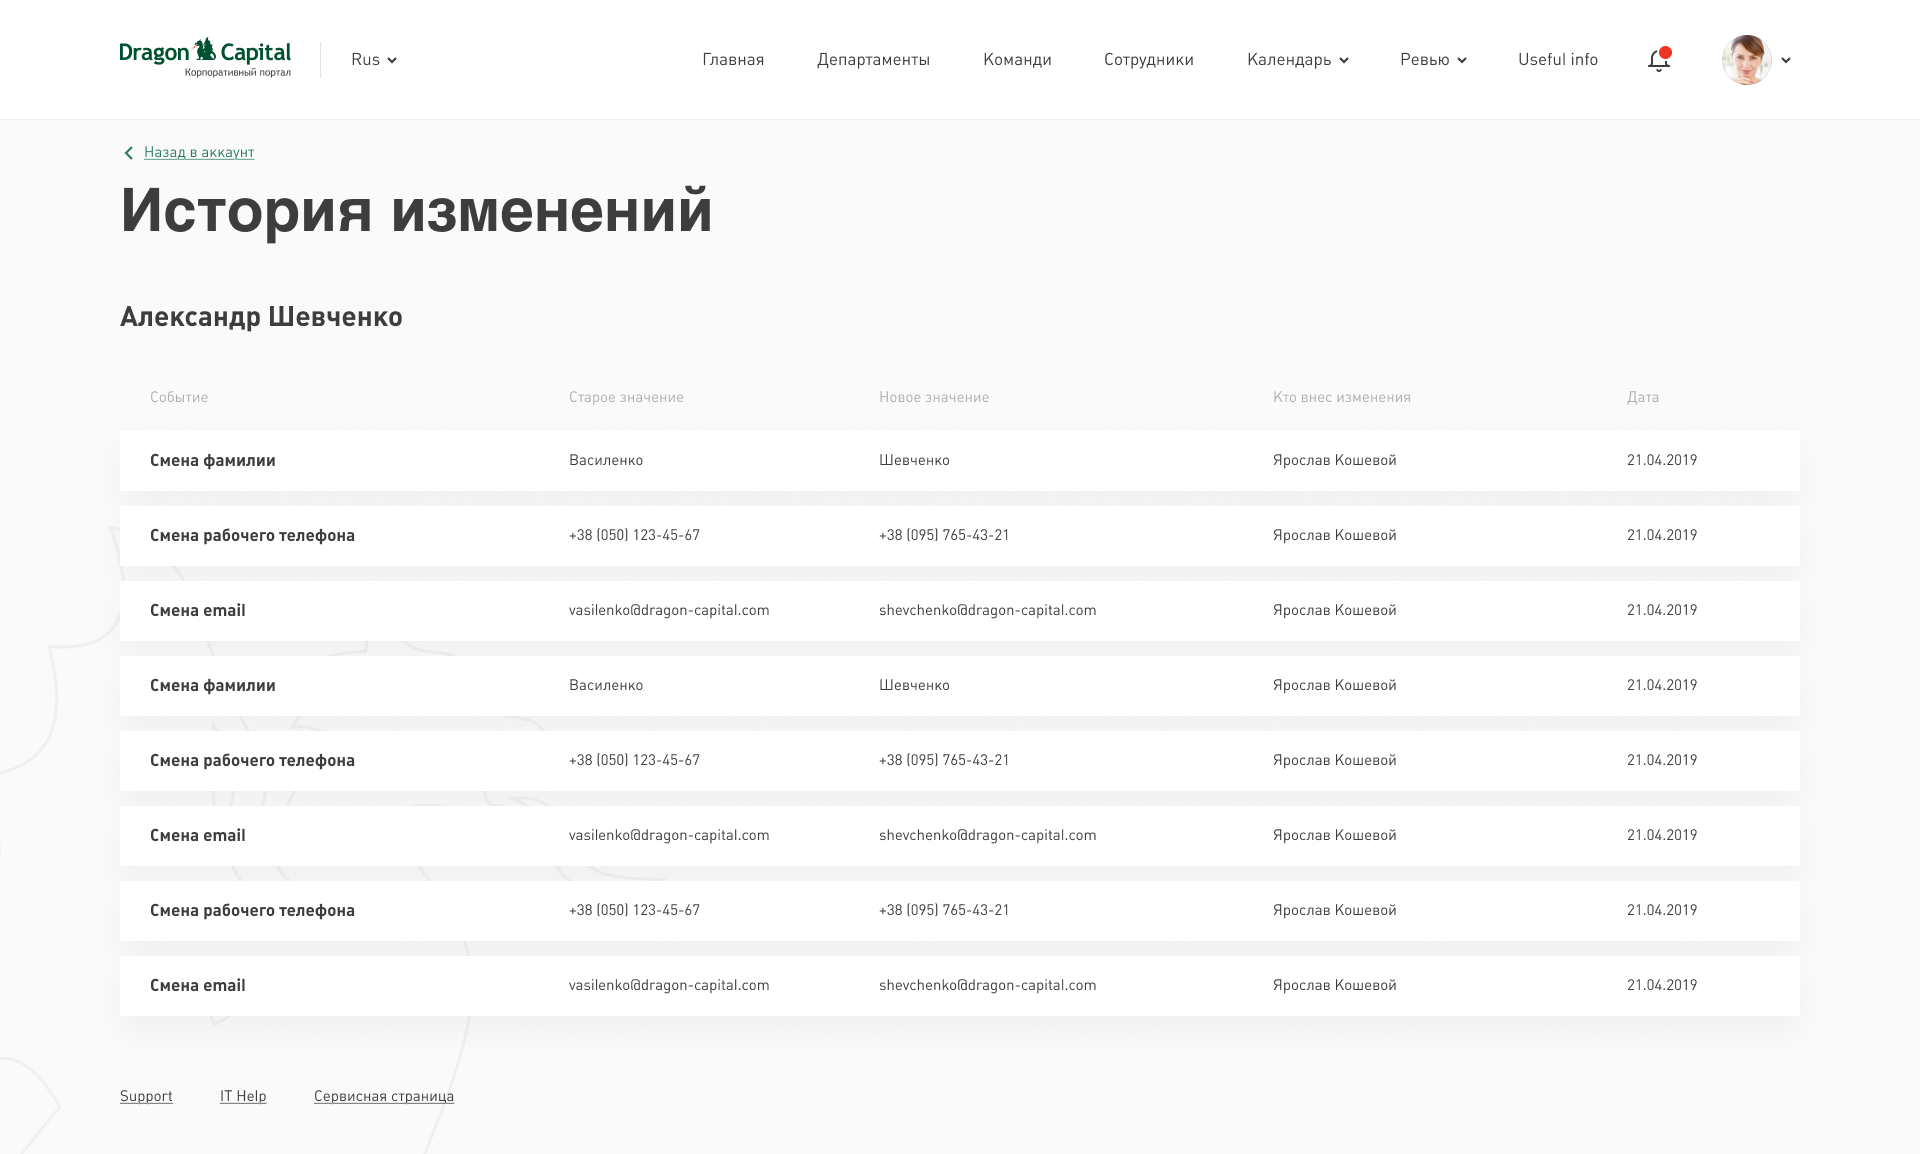 Dragon Capital
Корпоративный портал
Rus
Главная
Департаменты
Команди
Сотрудники
Календарь
Ревью
Useful info
Назад в аккаунт
История изменений
Александр Шевченко
Событие Старое значение Новое значение Кто внес изменения Дата
Смена фамилии Василенко Шевченко Ярослав Кошевой 21.04.2019
Смена рабочего телефона +38 (050) 123-45-67 +38 (095) 765-43-21 Ярослав Кошевой 21.04.2019
Смена email vasilenko@dragon-capital.com shevchenko@dragon-capital.com Ярослав Кошевой 21.04.2019
Смена фамилии Василенко Шевченко Ярослав Кошевой 21.04.2019
Смена рабочего телефона +38 (050) 123-45-67 +38 (095) 765-43-21 Ярослав Кошевой 21.04.2019
Смена email vasilenko@dragon-capital.com shevchenko@dragon-capital.com Ярослав Кошевой 21.04.2019
Смена рабочего телефона +38 (050) 123-45-67 +38 (095) 765-43-21 Ярослав Кошевой 21.04.2019
Смена email vasilenko@dragon-capital.com shevchenko@dragon-capital.com Ярослав Кошевой 21.04.2019
Support IT Help Сервисная страница